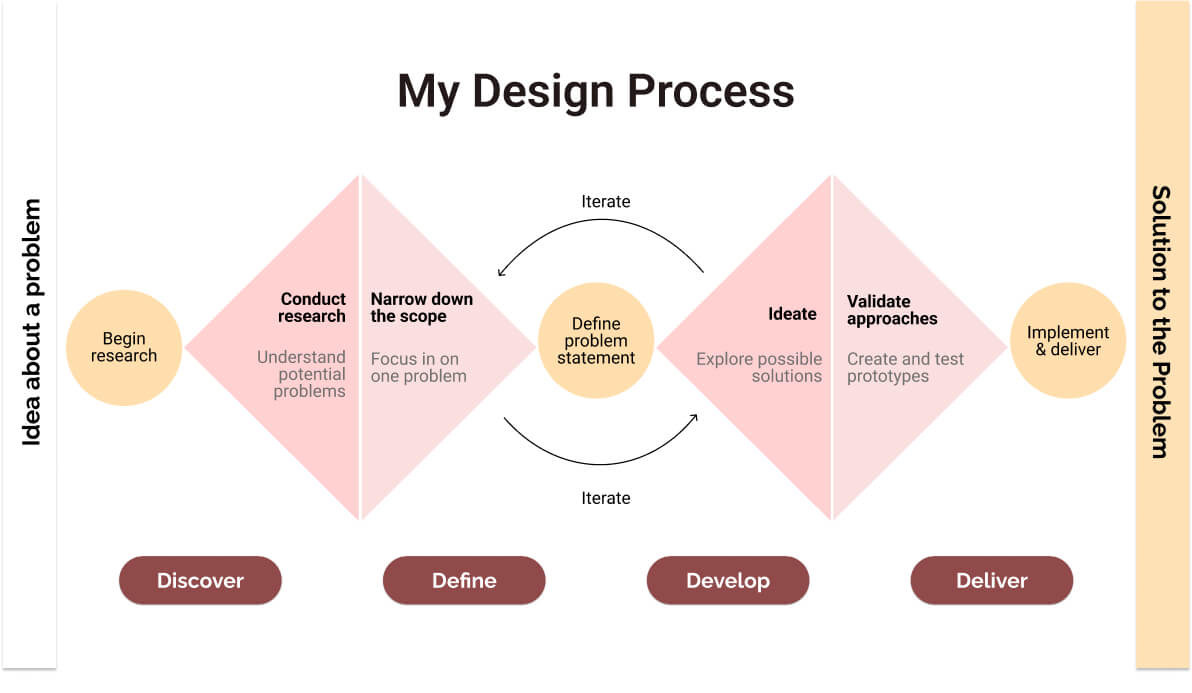 My Design Process
Idea about a problem
Begin
research
Conduct
research
Understand
potential
problems
Narrow down
the scope
Focus in on
one problem
Iterate
Define
problem
statement
Iterate
Ideate
Explore possible
solutions
Validate
approaches
Create and test
prototypes
Implement
& deliver
Solution to the Problem
Discover
Define
Develop
Deliver